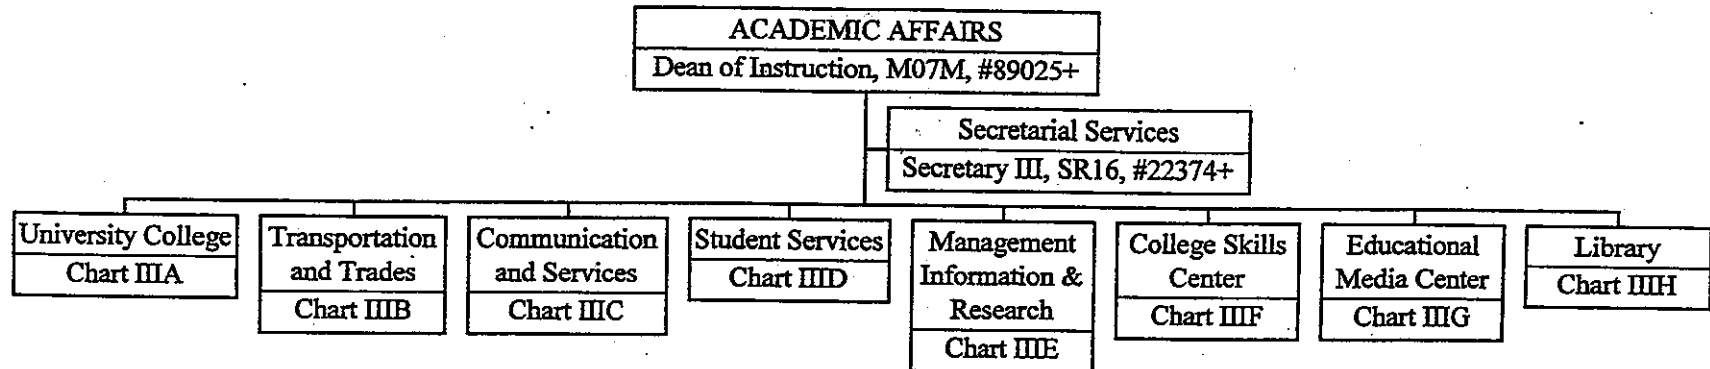 ACADEMIC AFFAIRS
Dean of Instruction, M07M, #89025+
Secretarial Services
Secretary III, SR16, #22374+
University College
Chart IIIA
Transportation
and Trades
Chart IIIB
Communication
and Services
Chart IIIC
Student Services
Chart IIID
Management
Information &
Research
Chart IIIE
College Skills
Center
Chart IIIF
Educational
Media Center
Chart IIIG
Library
Chart IIIH